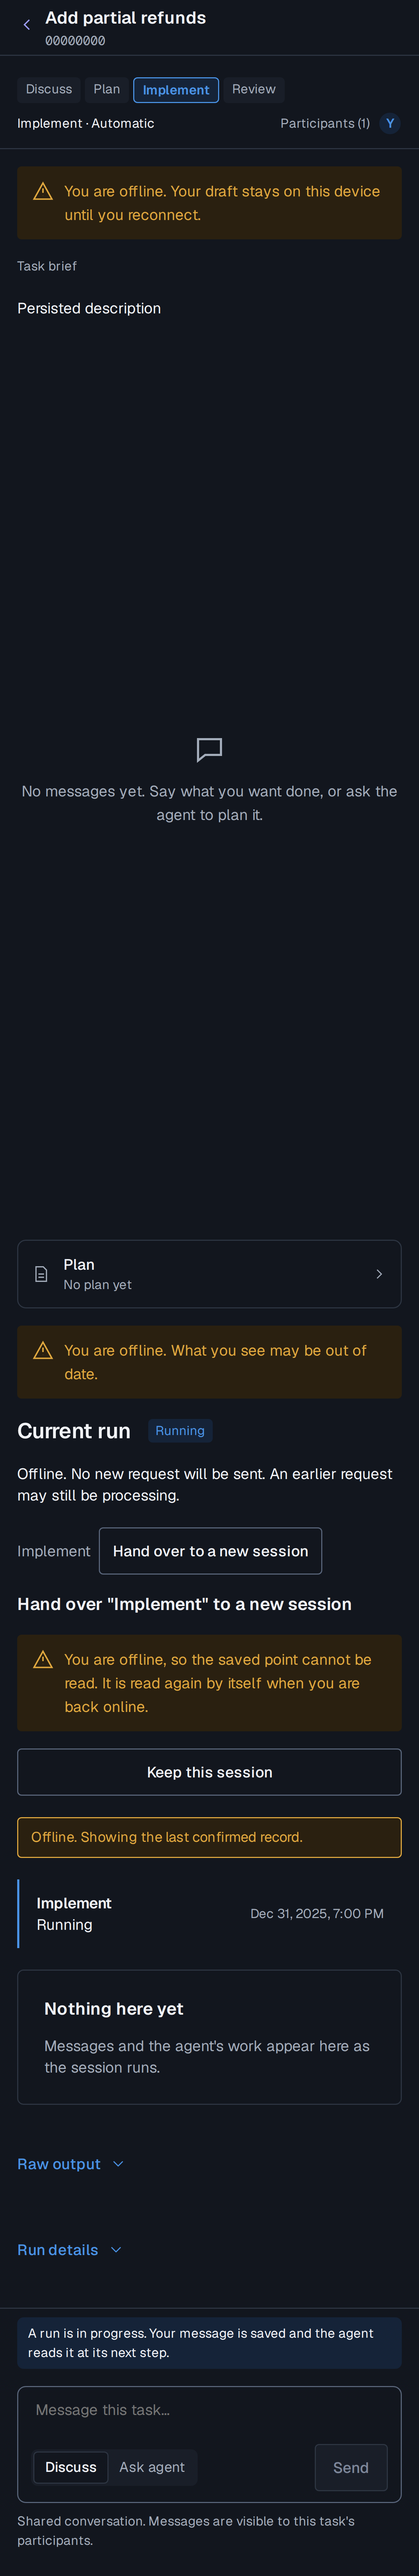 Add partial refunds
00000000
Discuss
Plan
Implement
Review
Implement · Automatic
Participants (1)
Y
You are offline. Your draft stays on this device
until you reconnect.
Task brief
Persisted description
No messages yet. Say what you want done, or ask the
agent to plan it.
Plan
No plan yet
You are offline. What you see may be out of
date.
Current run
Running
Offline. No new request will be sent. An earlier request
may still be processing.
Implement
Hand over to a new session
Hand over "Implement" to a new session
You are offline, so the saved point cannot be
read. It is read again by itself when you are
back online.
Keep this session
Offline. Showing the last confirmed record.
Implement
Running
Dec 31, 2025, 7:00 PM
Nothing here yet
Messages and the agent's work appear here as
the session runs.
Raw output
Run details
A run is in progress. Your message is saved and the agent
reads it at its next step.
Message this task...
Discuss
Ask agent
Send
Shared conversation. Messages are visible to this task's
participants.